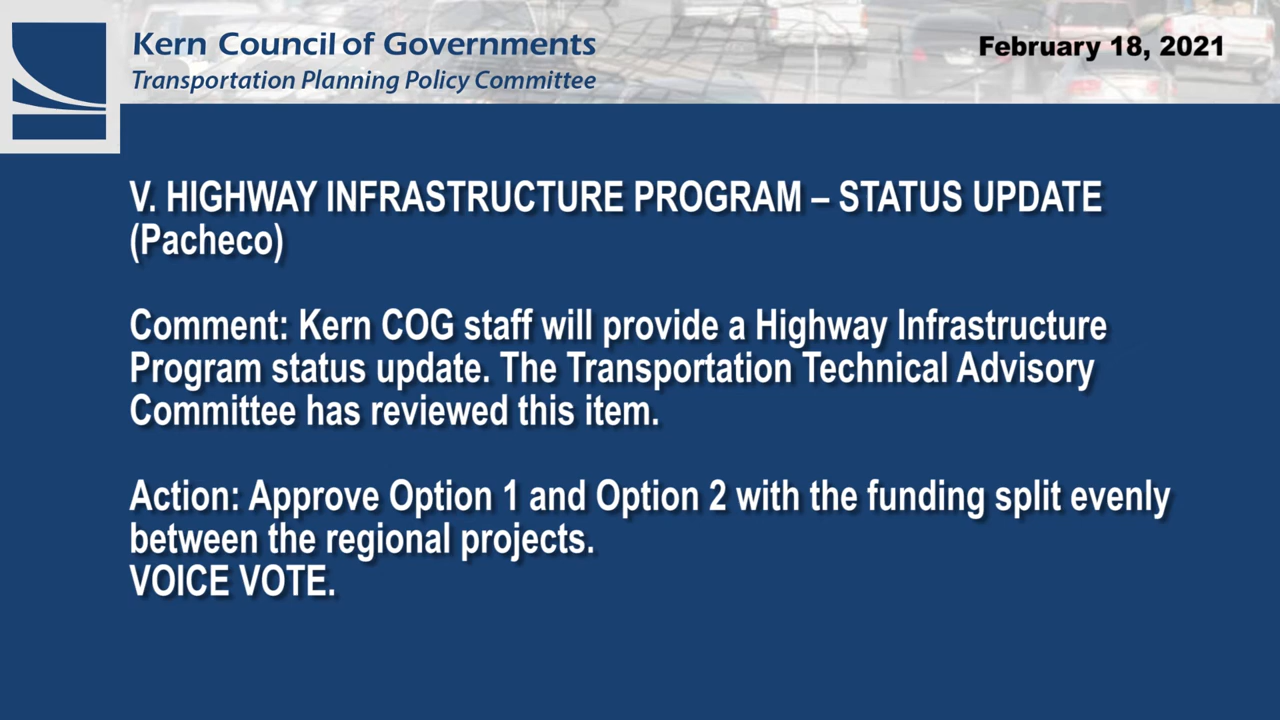 Kern Council of Governments
Transportation Planning Policy Committee
February 18, 2021
V. HIGHWAY INFRASTRUCTURE PROGRAM – STATUS UPDATE
(Pacheco)
Comment: Kern COG staff will provide a Highway Infrastructure
Program status update. The Transportation Technical Advisory
Committee has reviewed this item.
Action: Approve Option 1 and Option 2 with the funding split evenly
between the regional projects.
VOICE VOTE.